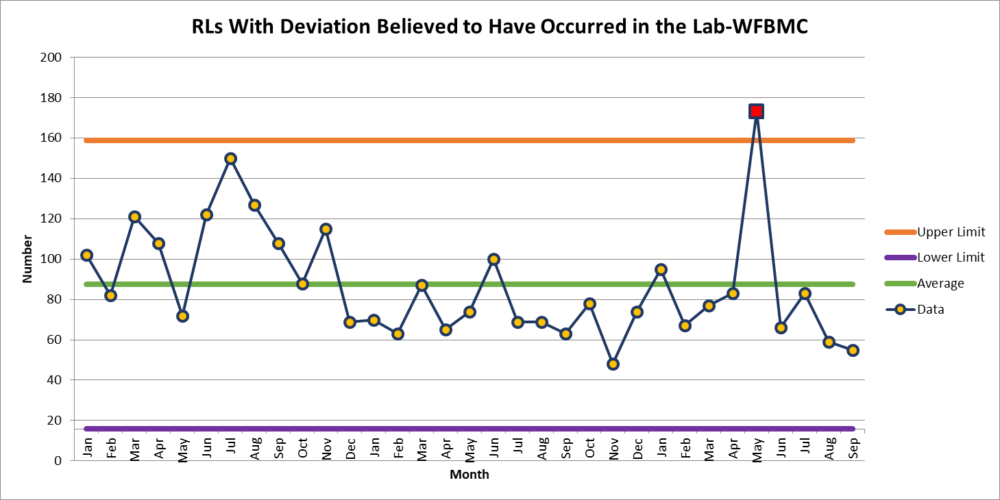 RLs With Deviation Believed to Have Occurred in the Lab-WFBMC
200
180
160
140
120
100
80
60
40
20
0
Number
Jan
Feb
Mar
Apr
May
Jun
Jul
Aug
Sep
Oct
Nov
Dec
Jan
Feb
Mar
Apr
May
Jun
Jul
Aug
Sep
Oct
Nov
Dec
Jan
Feb
Mar
Apr
May
Jun
Jul
Aug
Sep
Month
Upper Limit
Lower Limit
Average
Data